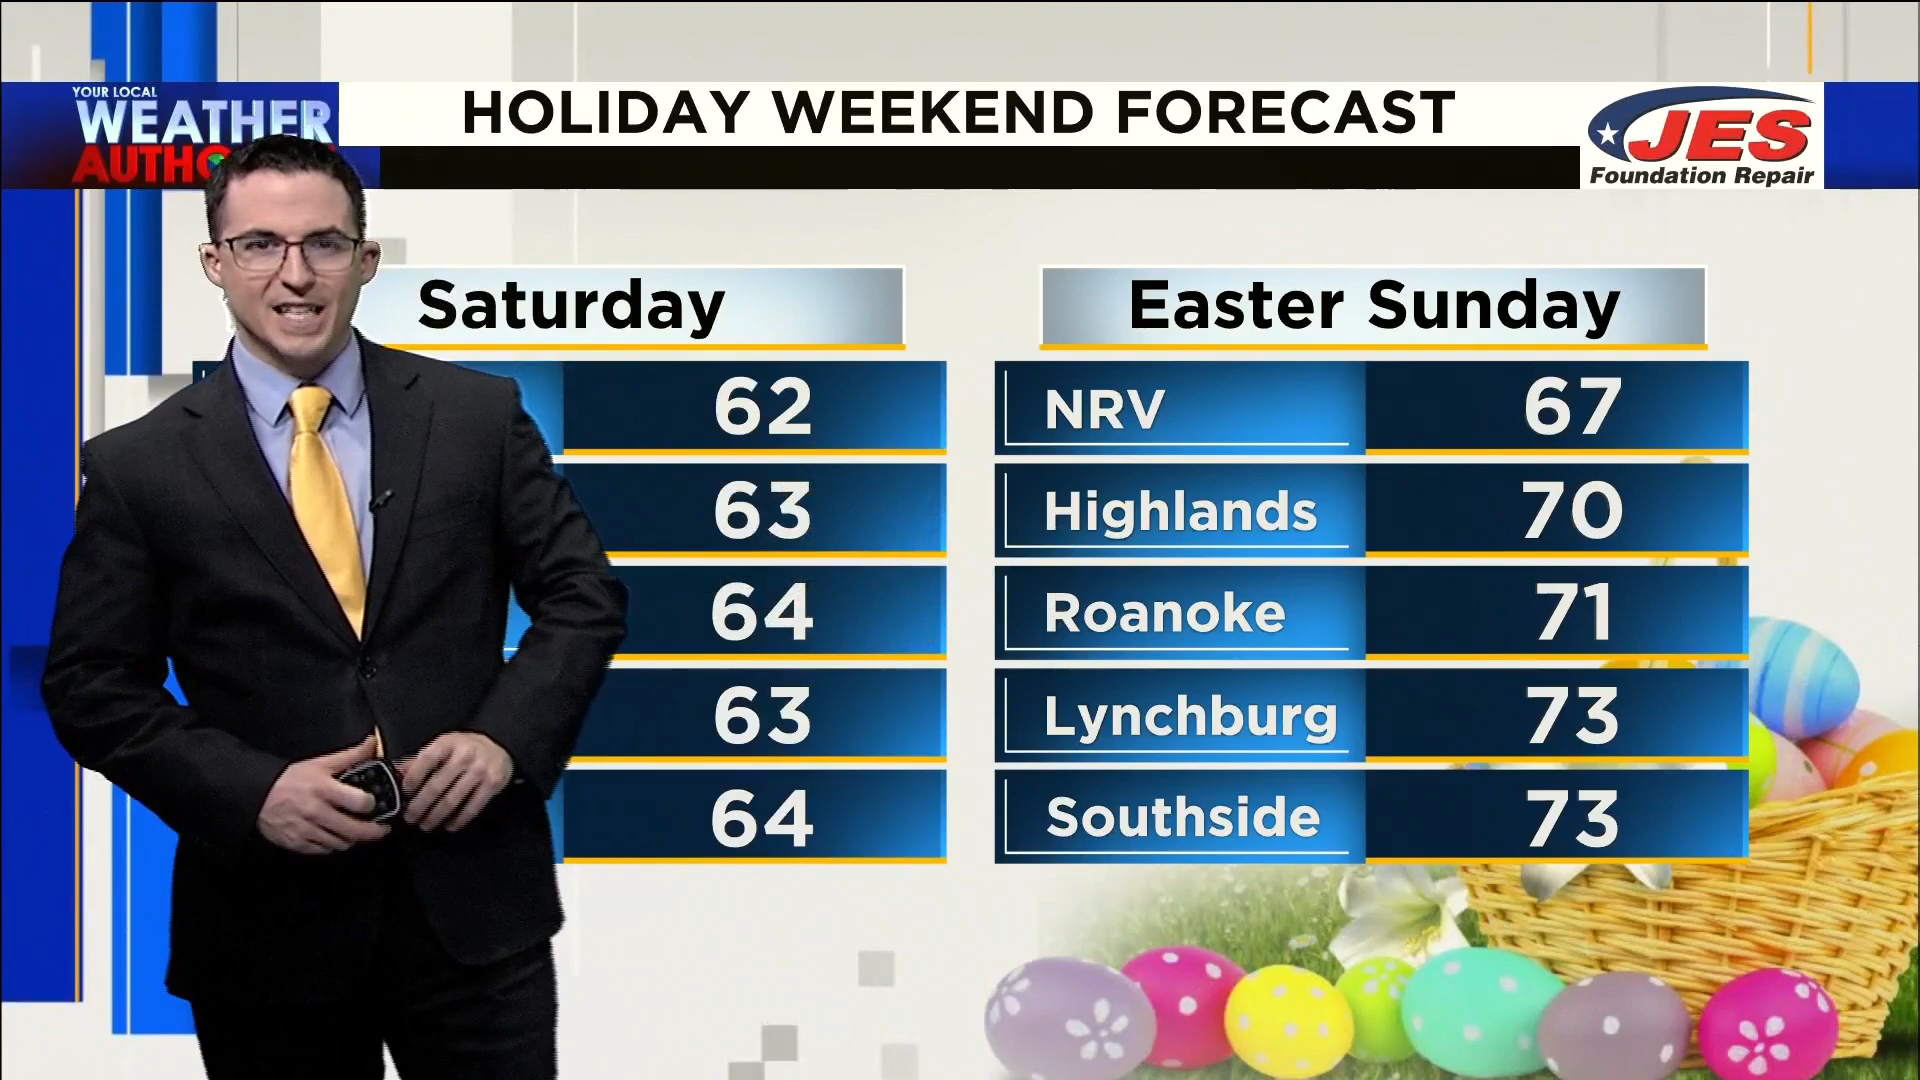 YOUR LOCAL
WEATHER
HOLIDAY WEEKEND FORECAST
JES
Foundation Repair
Saturday
Easter Sunday
62
NRV 67
63
Highlands 70
64
Roanoke 71
63
Lynchburg 73
64
Southside 73